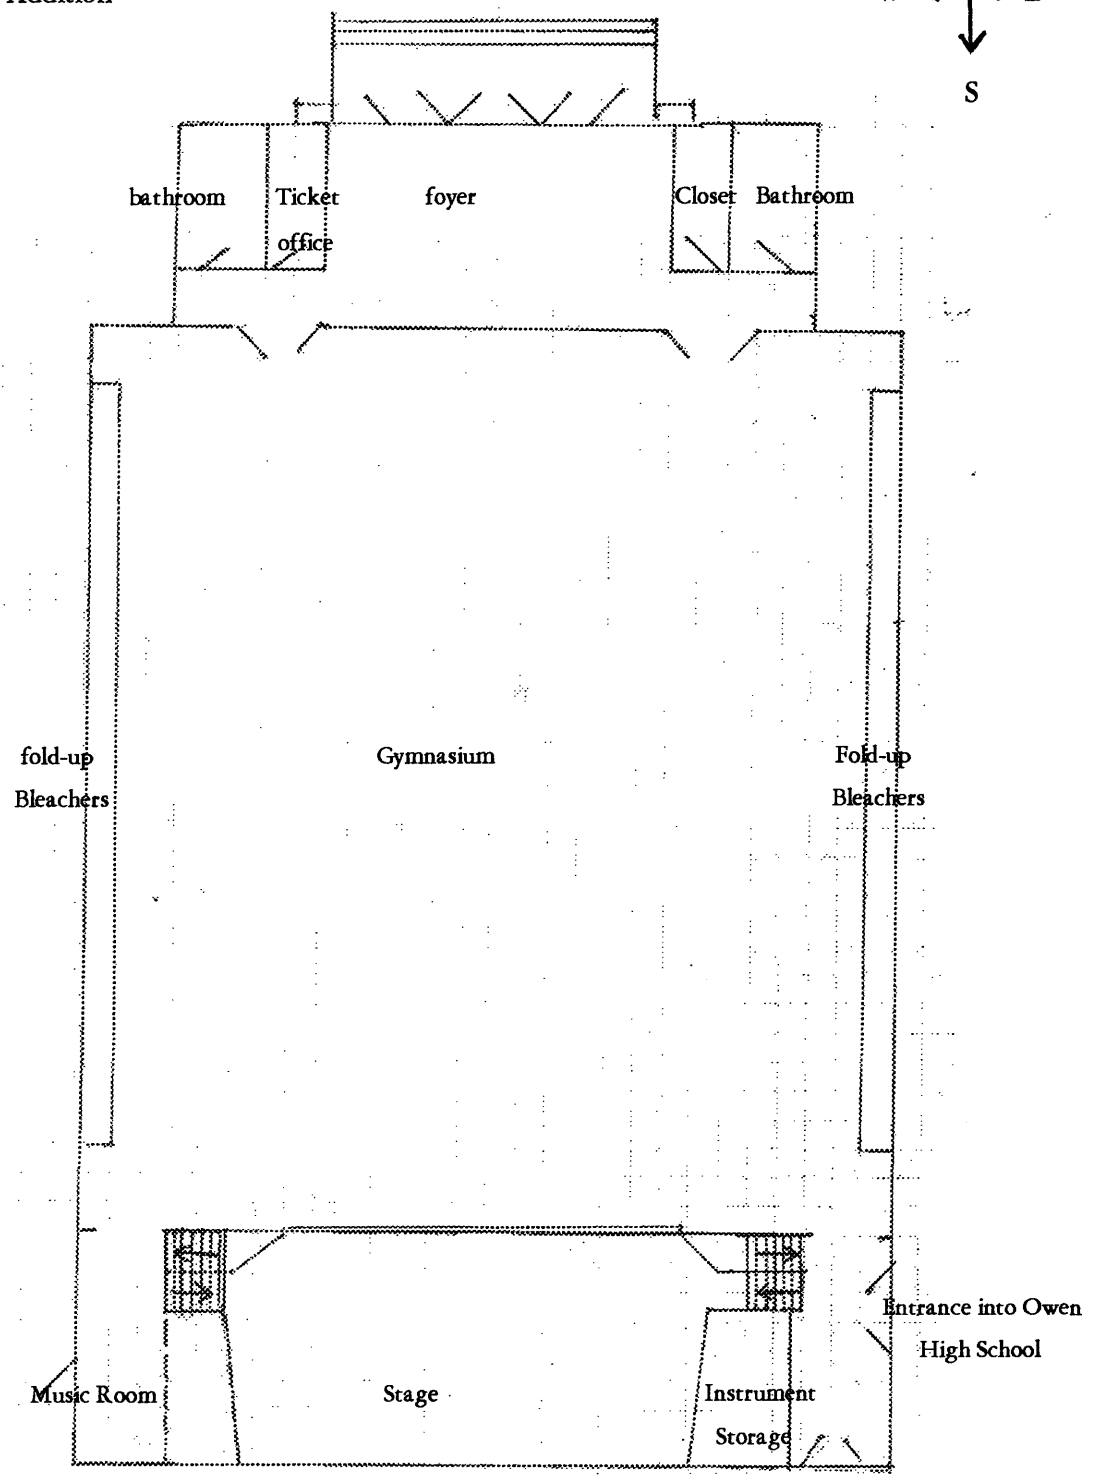 Addition
S
bathroom
Ticket
office
foyer
Closet
Bathroom
fold-up
Bleachers
Gymnasium
Fold-up
Bleachers
Entrance into Owen
High School
Music Room
Stage
Instrument
Storage